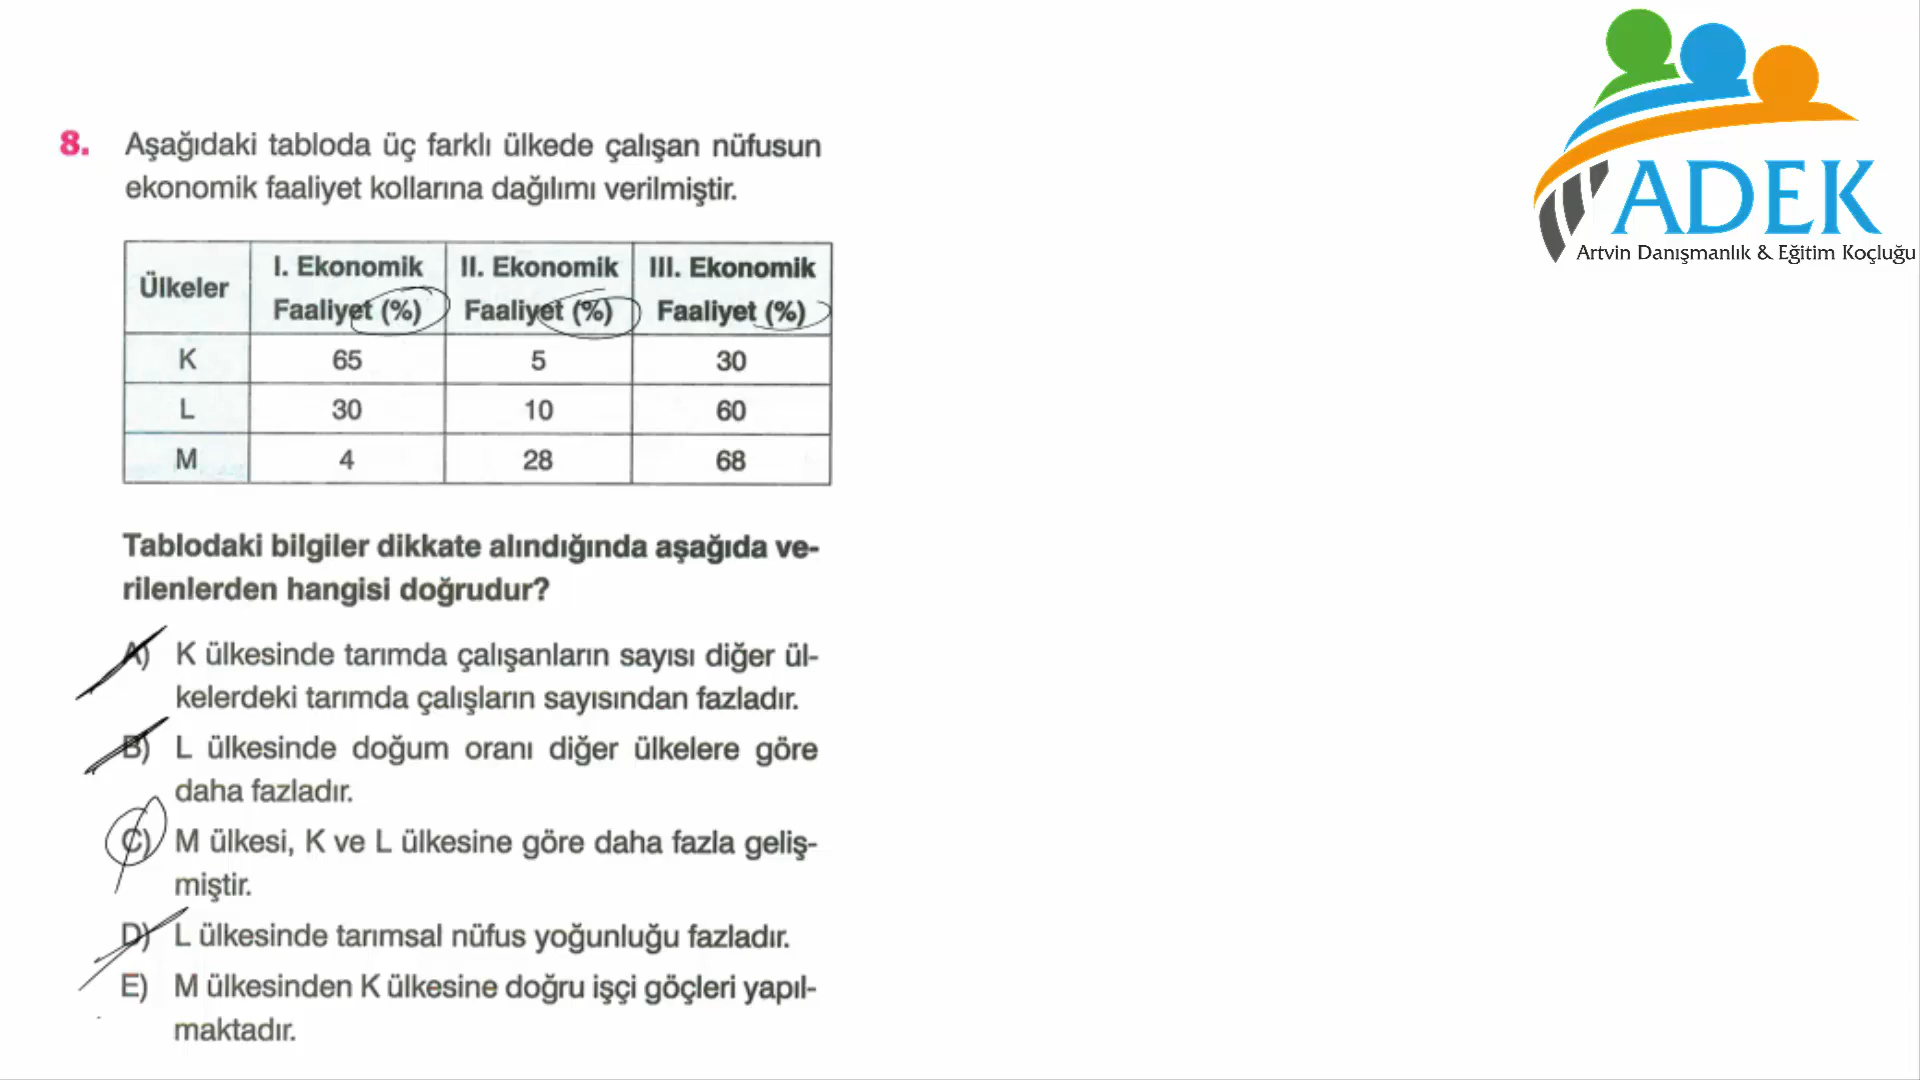 ADEK
Artvin Danışmanlık & Eğitim Koçluğu
8. Aşağıdaki tabloda üç farklı ülkede çalışan nüfusun
ekonomik faaliyet kollarına dağılımı verilmiştir.
Ülkeler I. Ekonomik Faaliyet (%) II. Ekonomik Faaliyet (%) III. Ekonomik Faaliyet (%)
K 65 5 30
L 30 10 60
M 4 28 68
Tablodaki bilgiler dikkate alındığında aşağıda ve-
rilenlerden hangisi doğrudur?
A) K ülkesinde tarımda çalışanların sayısı diğer ül-
kelerdeki tarımda çalışların sayısından fazladır.
B) L ülkesinde doğum oranı diğer ülkelere göre
daha fazladır.
C) M ülkesi, K ve L ülkesine göre daha fazla geliş-
miştir.
D) L ülkesinde tarımsal nüfus yoğunluğu fazladır.
E) M ülkesinden K ülkesine doğru işçi göçleri yapıl-
maktadır.